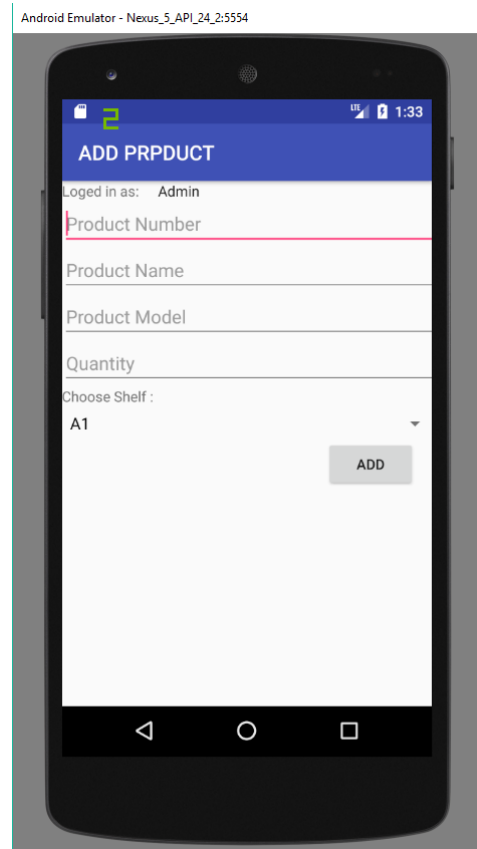 Android Emulator - Nexus_5_API_24_2:5554
2 LTE 1:33
ADD PRPDUCT
Loged in as: Admin
Product Number
Product Name
Product Model
Quantity
Choose Shelf :
A1
ADD